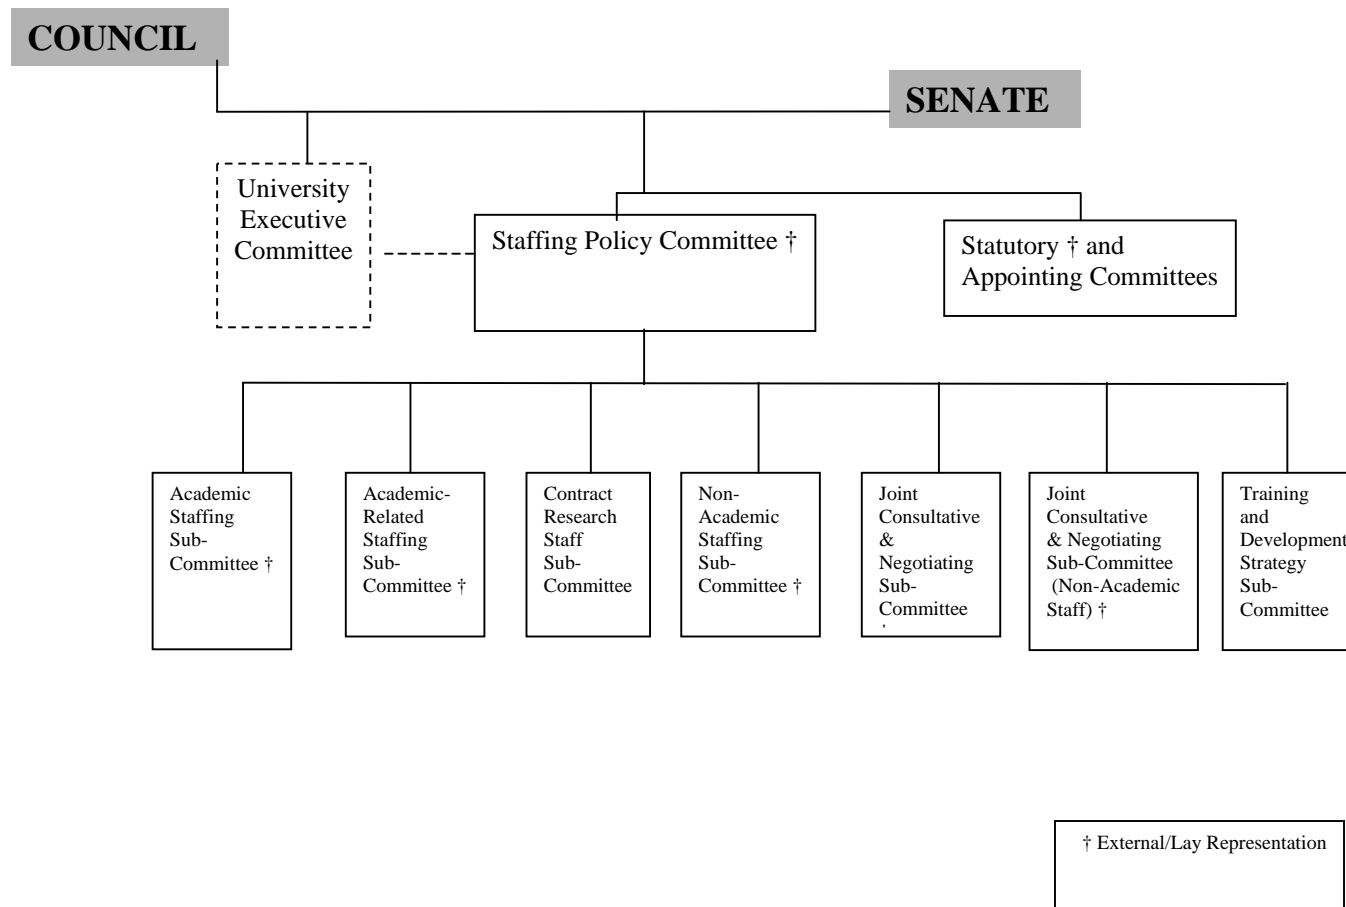 COUNCIL
SENATE
University
Executive
Committee
Staffing Policy Committee †
Statutory † and
Appointing Committees
Academic
Staffing
Sub-
Committee †
Academic-
Related
Staffing
Sub-
Committee †
Contract
Research
Staff
Sub-
Committee
Non-
Academic
Staffing
Sub-
Committee †
Joint
Consultative
&
Negotiating
Sub-
Committee
Joint
Consultative
& Negotiating
Sub-Committee
(Non-Academic
Staff) †
Training
and
Development
Strategy
Sub-
Committee
† External/Lay Representation